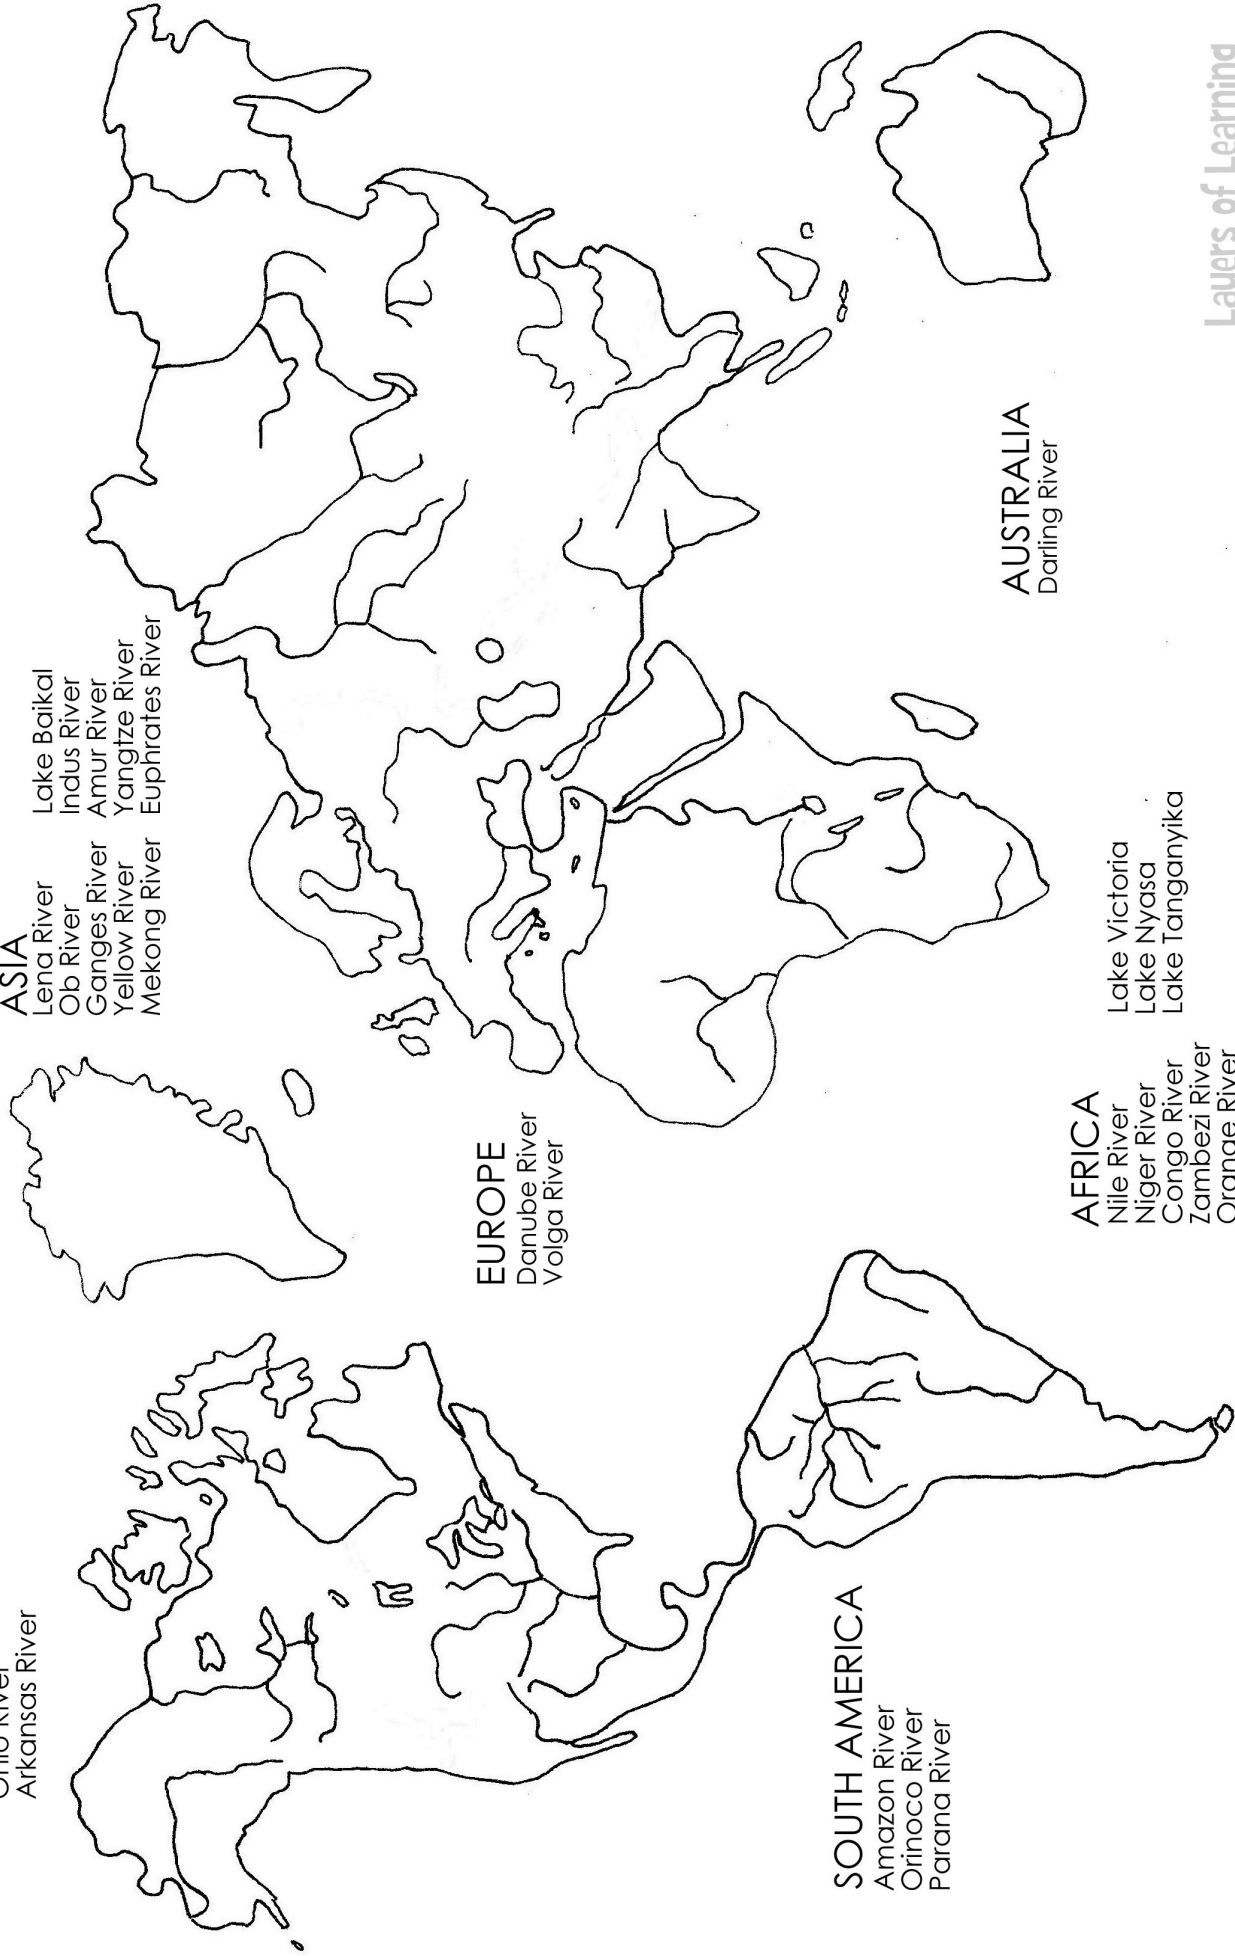 Arkansas River
ASIA
Lena River
Ob River
Ganges River
Yellow River
Mekong River
Lake Baikal
Indus River
Amur River
Yangtze River
Euphrates River
EUROPE
Danube River
Volga River
SOUTH AMERICA
Amazon River
Orinoco River
Parana River
AFRICA
Nile River
Niger River
Congo River
Zambezi River
Orange River
Lake Victoria
Lake Nyasa
Lake Tanganyika
AUSTRALIA
Darling River
Layers of Learning